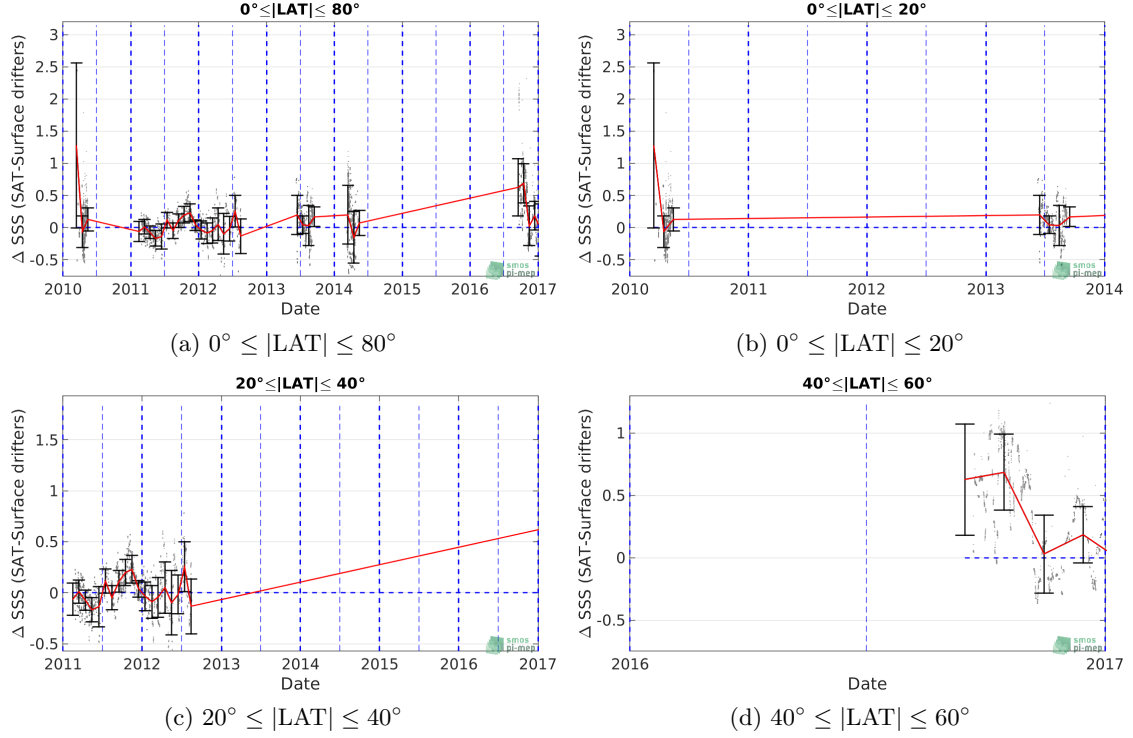 0°≤|LAT|≤ 80°
Δ SSS (SAT-Surface drifters)
3
2.5
2
1.5
1
0.5
0
-0.5
2010 2011 2012 2013 2014 2015 2016 2017
Date
smos
pi-mep
(a) 0° ≤ |LAT| ≤ 80°
0°≤|LAT|≤ 20°
Δ SSS (SAT-Surface drifters)
3
2.5
2
1.5
1
0.5
0
-0.5
2010 2011 2012 2013 2014
Date
smos
pi-mep
(b) 0° ≤ |LAT| ≤ 20°
20°≤|LAT|≤ 40°
Δ SSS (SAT-Surface drifters)
1.5
1
0.5
0
-0.5
2011 2012 2013 2014 2015 2016 2017
Date
smos
pi-mep
(c) 20° ≤ |LAT| ≤ 40°
40°≤|LAT|≤ 60°
Δ SSS (SAT-Surface drifters)
1
0.5
0
-0.5
2016 2017
Date
smos
pi-mep
(d) 40° ≤ |LAT| ≤ 60°